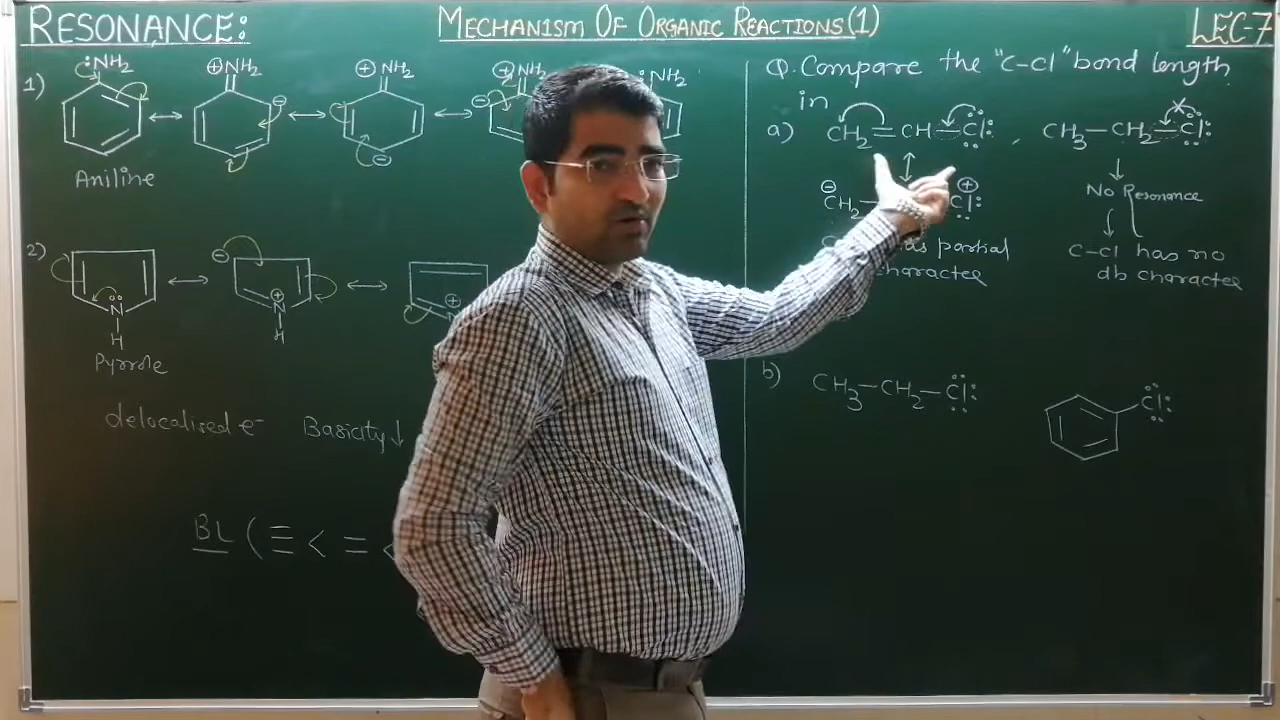 RESONANCE:
MECHANISM OF ORGANIC REACTIONS(1)
LEC-7
1)
NH2 ↔ ⊕NH2 ↔ ⊕NH2 ↔ ⊕NH2 NH2
Aniline
2)
N
H
↔
⊖
⊕
N
H
↔
⊕
Pyrrole
delocalised e- Basicity↓
BL (≡ < = <
Q. Compare the "C-Cl" bond length
in
a) CH2=CH-Cl , CH3-CH2-Cl
↕
⊖CH2 Cl⊕
as partial
character
↓
No Resonance
↓
C-Cl has no
db character
b) CH3-CH2-Cl
Cl